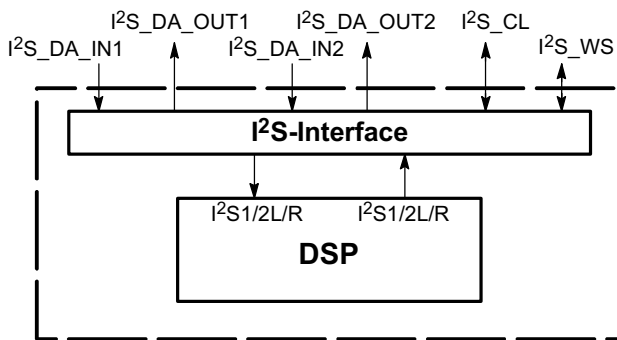 I²S_DA_OUT1 I²S_DA_OUT2 I²S_CL
I²S_DA_IN1 I²S_DA_IN2 I²S_WS
I²S-Interface
I²S1/2L/R I²S1/2L/R
DSP